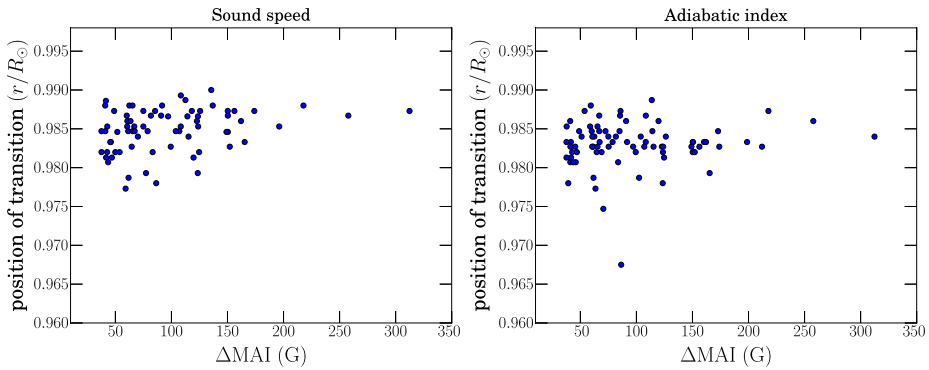 Sound speed
position of transition (r/R⊙)
0.995
0.990
0.985
0.980
0.975
0.970
0.965
0.960
50 100 150 200 250 300 350
ΔMAI (G)
Adiabatic index
position of transition (r/R⊙)
0.995
0.990
0.985
0.980
0.975
0.970
0.965
0.960
50 100 150 200 250 300 350
ΔMAI (G)